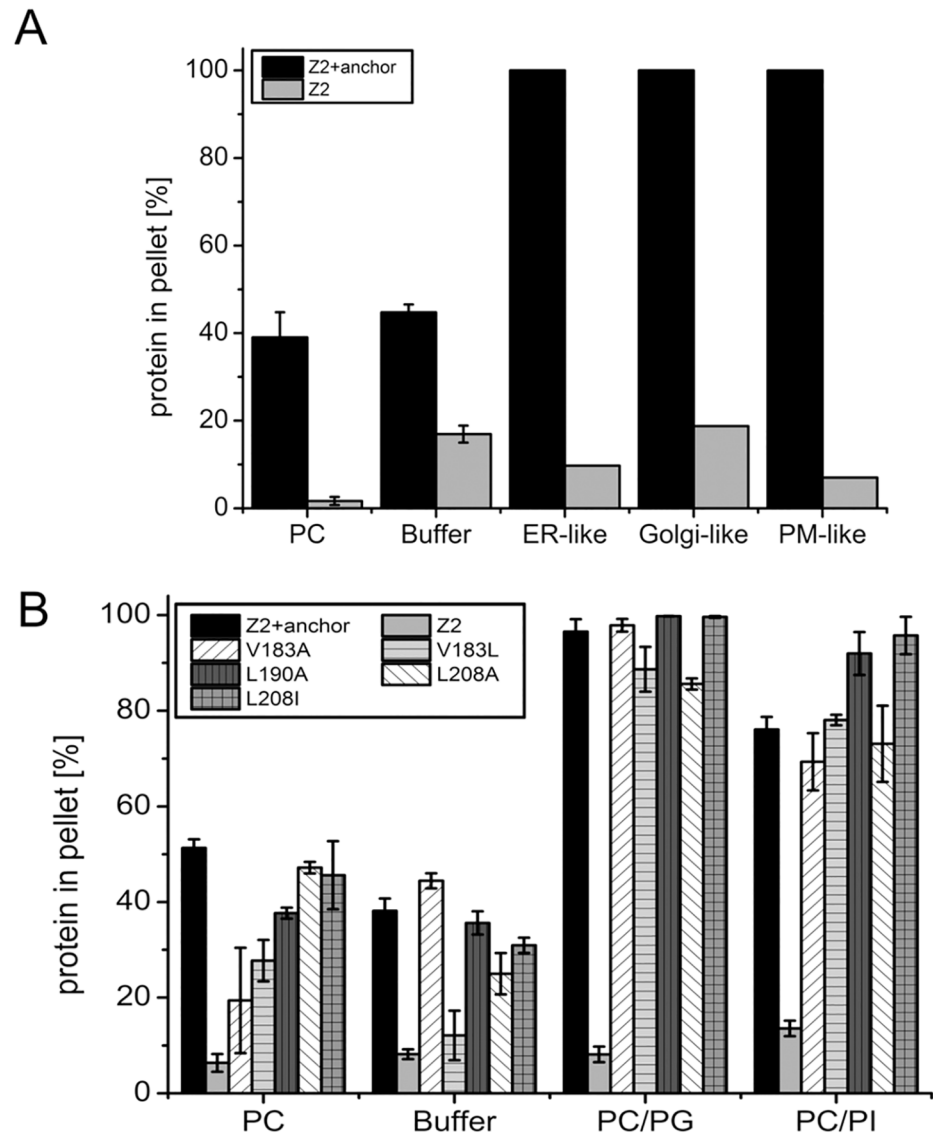 A
Z2+anchor
Z2
protein in pellet [%]
100
80
60
40
20
0
PC Buffer ER-like Golgi-like PM-like
B
Z2+anchor Z2
V183A V183L
L190A L208A
L208I
protein in pellet [%]
100
80
60
40
20
0
PC Buffer PC/PG PC/PI